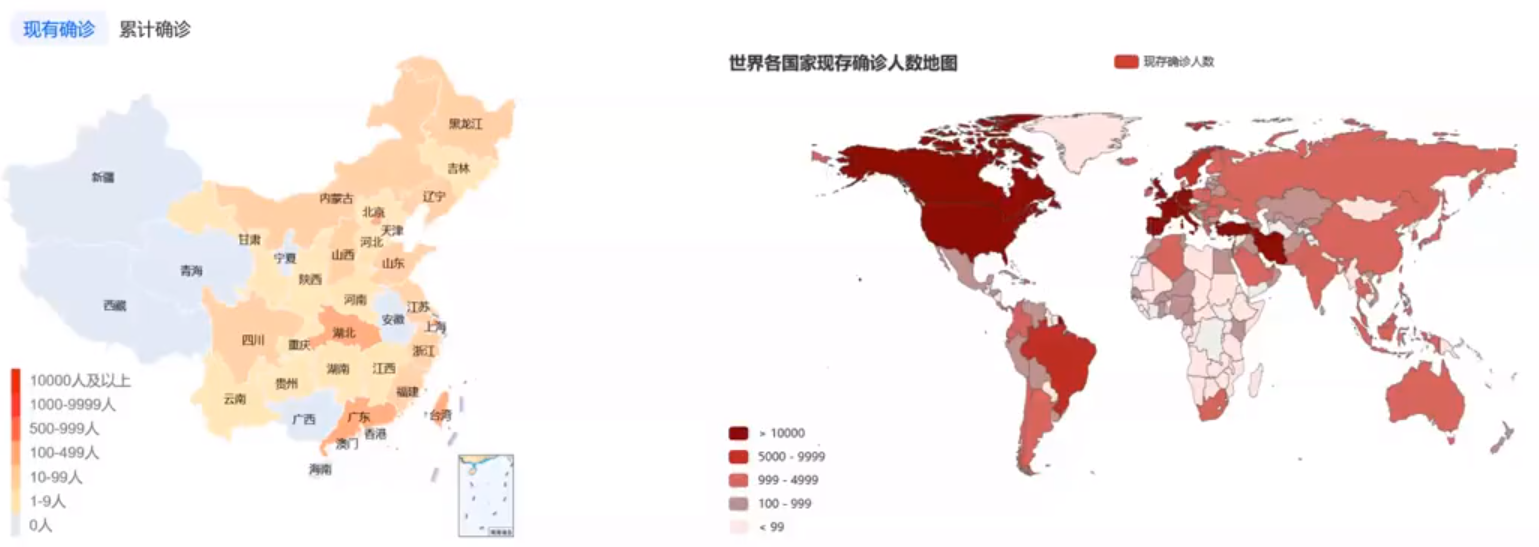 现有确诊 累计确诊
黑龙江
吉林
辽宁
内蒙古
新疆
北京
天津
河北
甘肃
宁夏
山西
山东
青海
陕西
河南
江苏
西藏
安徽
上海
四川
湖北
重庆
浙江
湖南
江西
贵州
福建
云南
广西
广东
台湾
香港
澳门
海南
10000人及以上
1000-9999人
500-999人
100-499人
10-99人
1-9人
0人
世界各国家现存确诊人数地图
现存确诊人数
> 10000
5000 - 9999
999 - 4999
100 - 999
< 99